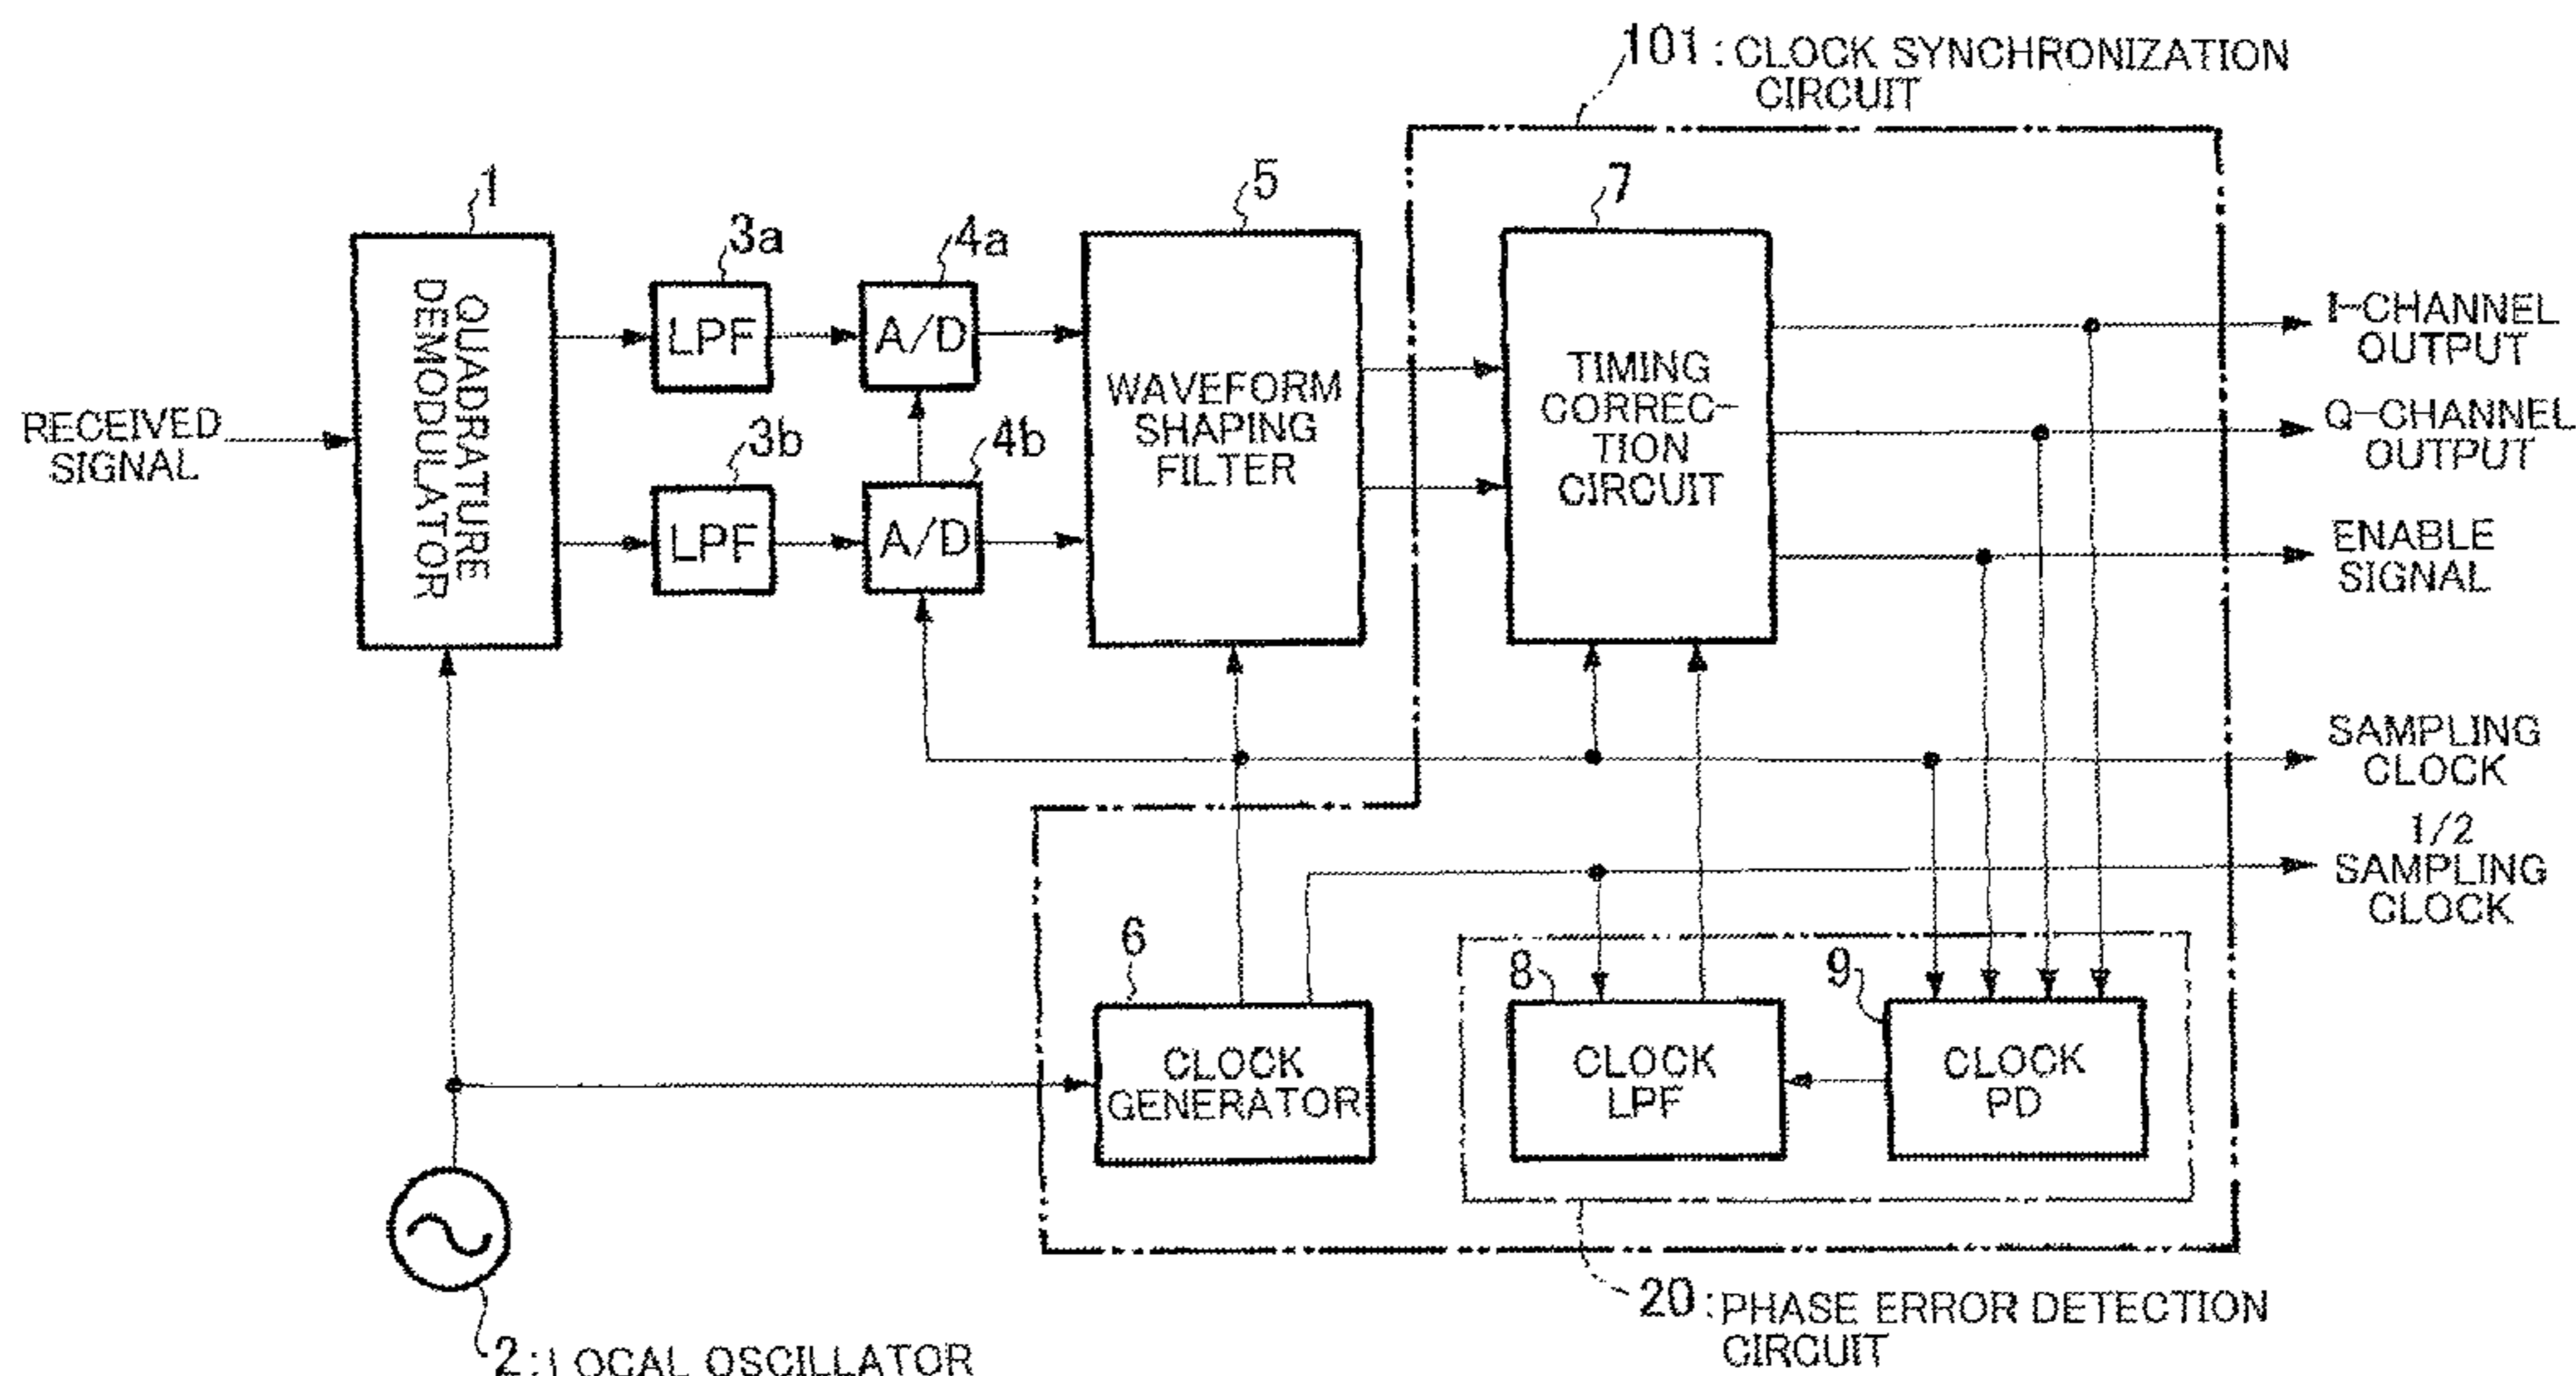 101 : CLOCK SYNCHRONIZATION
CIRCUIT
1
QUADRATURE
DEMODULATOR
3a
LPF
3b
LPF
4a
A/D
4b
A/D
5
WAVEFORM
SHAPING
FILTER
7
TIMING
CORREC-
TION
CIRCUIT
RECEIVED
SIGNAL
I-CHANNEL
OUTPUT
Q-CHANNEL
OUTPUT
ENABLE
SIGNAL
SAMPLING
CLOCK
1/2
SAMPLING
CLOCK
6
CLOCK
GENERATOR
8
CLOCK
LPF
9
CLOCK
PD
20 : PHASE ERROR DETECTION
CIRCUIT
2 : LOCAL OSCILLATOR